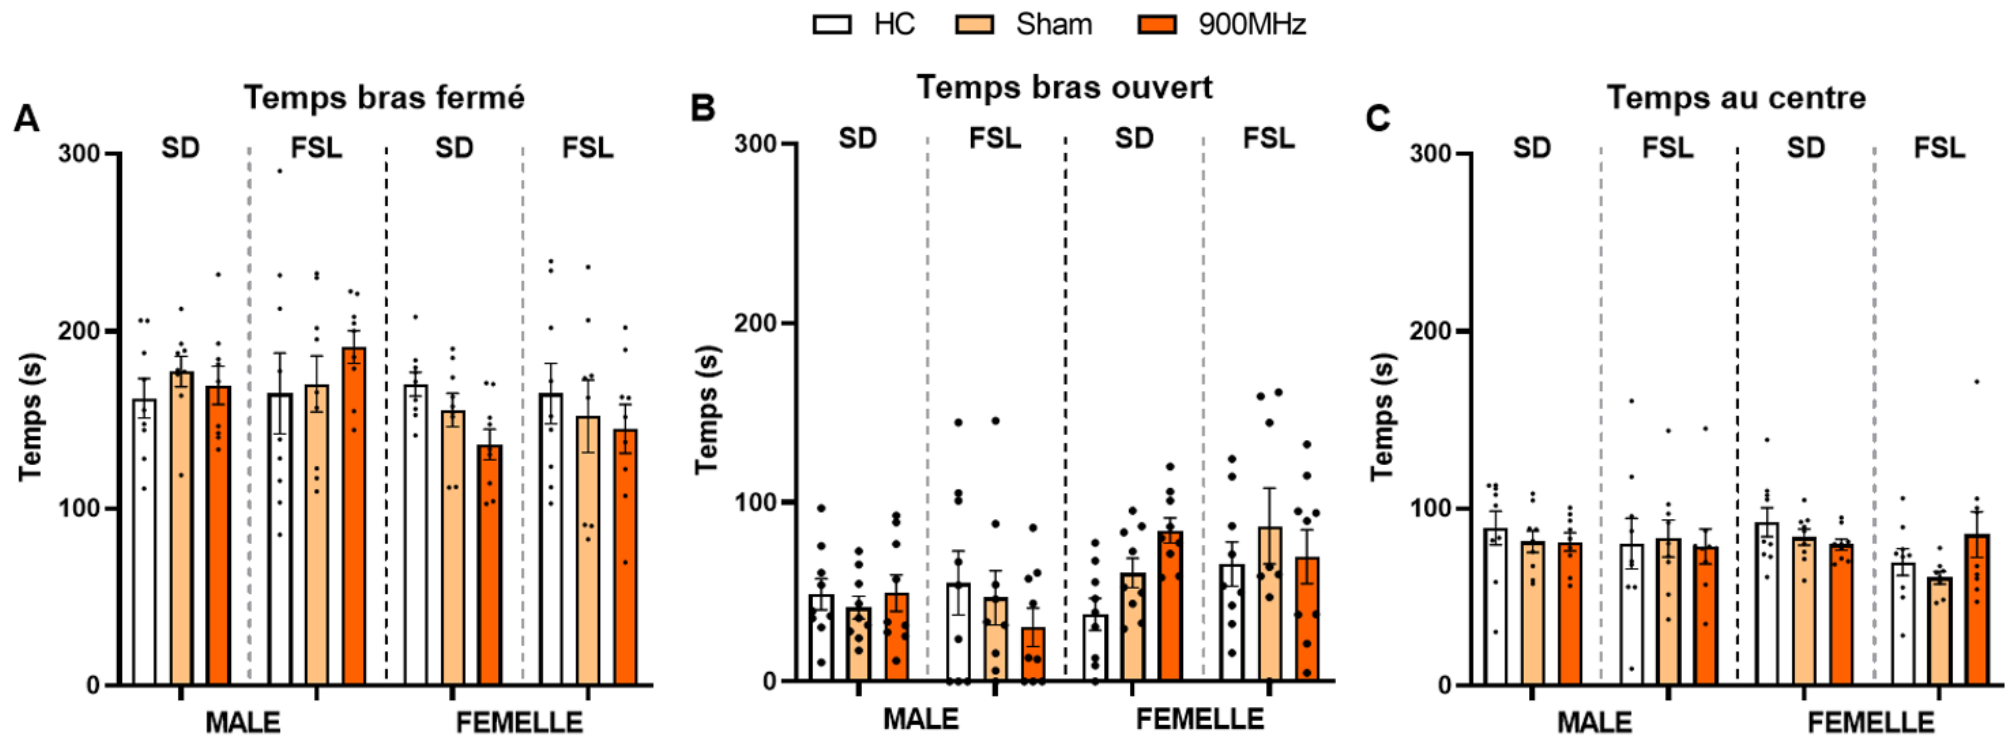 HC Sham 900MHz
A
Temps bras fermé
SD FSL SD FSL
300
200
100
0
Temps (s)
MALE FEMELLE
B
Temps bras ouvert
SD FSL SD FSL
300
200
100
0
Temps (s)
MALE FEMELLE
C
Temps au centre
SD FSL SD FSL
300
200
100
0
Temps (s)
MALE FEMELLE